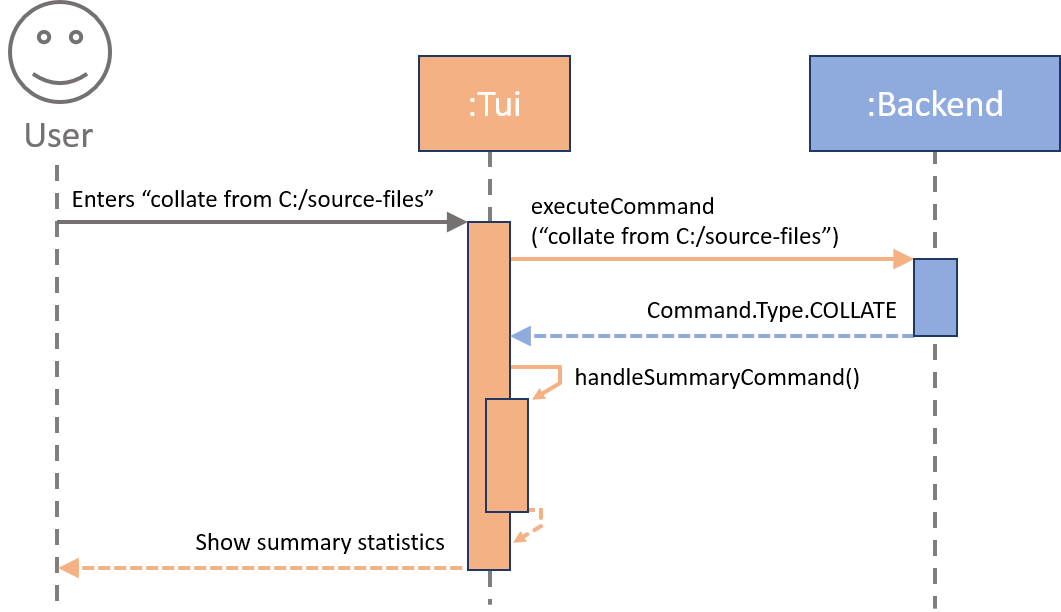 User
:Tui
:Backend
Enters “collate from C:/source-files”
executeCommand
(“collate from C:/source-files”)
Command.Type.COLLATE
handleSummaryCommand()
Show summary statistics